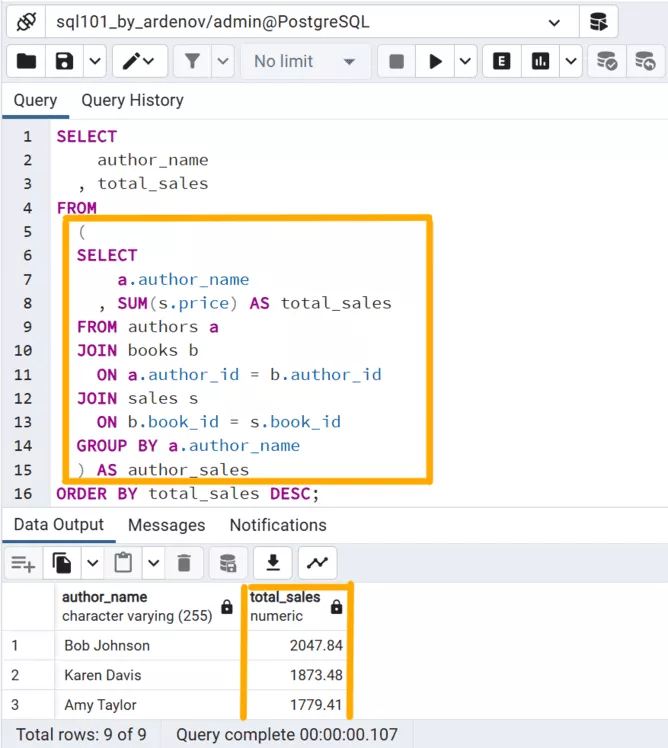 sql101_by_ardenov/admin@PostgreSQL
No limit
E
Query Query History
1 SELECT
2 author_name
3 , total_sales
4 FROM
5 (
6 SELECT
7 a.author_name
8 , SUM(s.price) AS total_sales
9 FROM authors a
10 JOIN books b
11 ON a.author_id = b.author_id
12 JOIN sales s
13 ON b.book_id = s.book_id
14 GROUP BY a.author_name
15 ) AS author_sales
16 ORDER BY total_sales DESC;
Data Output Messages Notifications
author_name total_sales
character varying (255) numeric
1 Bob Johnson 2047.84
2 Karen Davis 1873.48
3 Amy Taylor 1779.41
Total rows: 9 of 9 Query complete 00:00:00.107